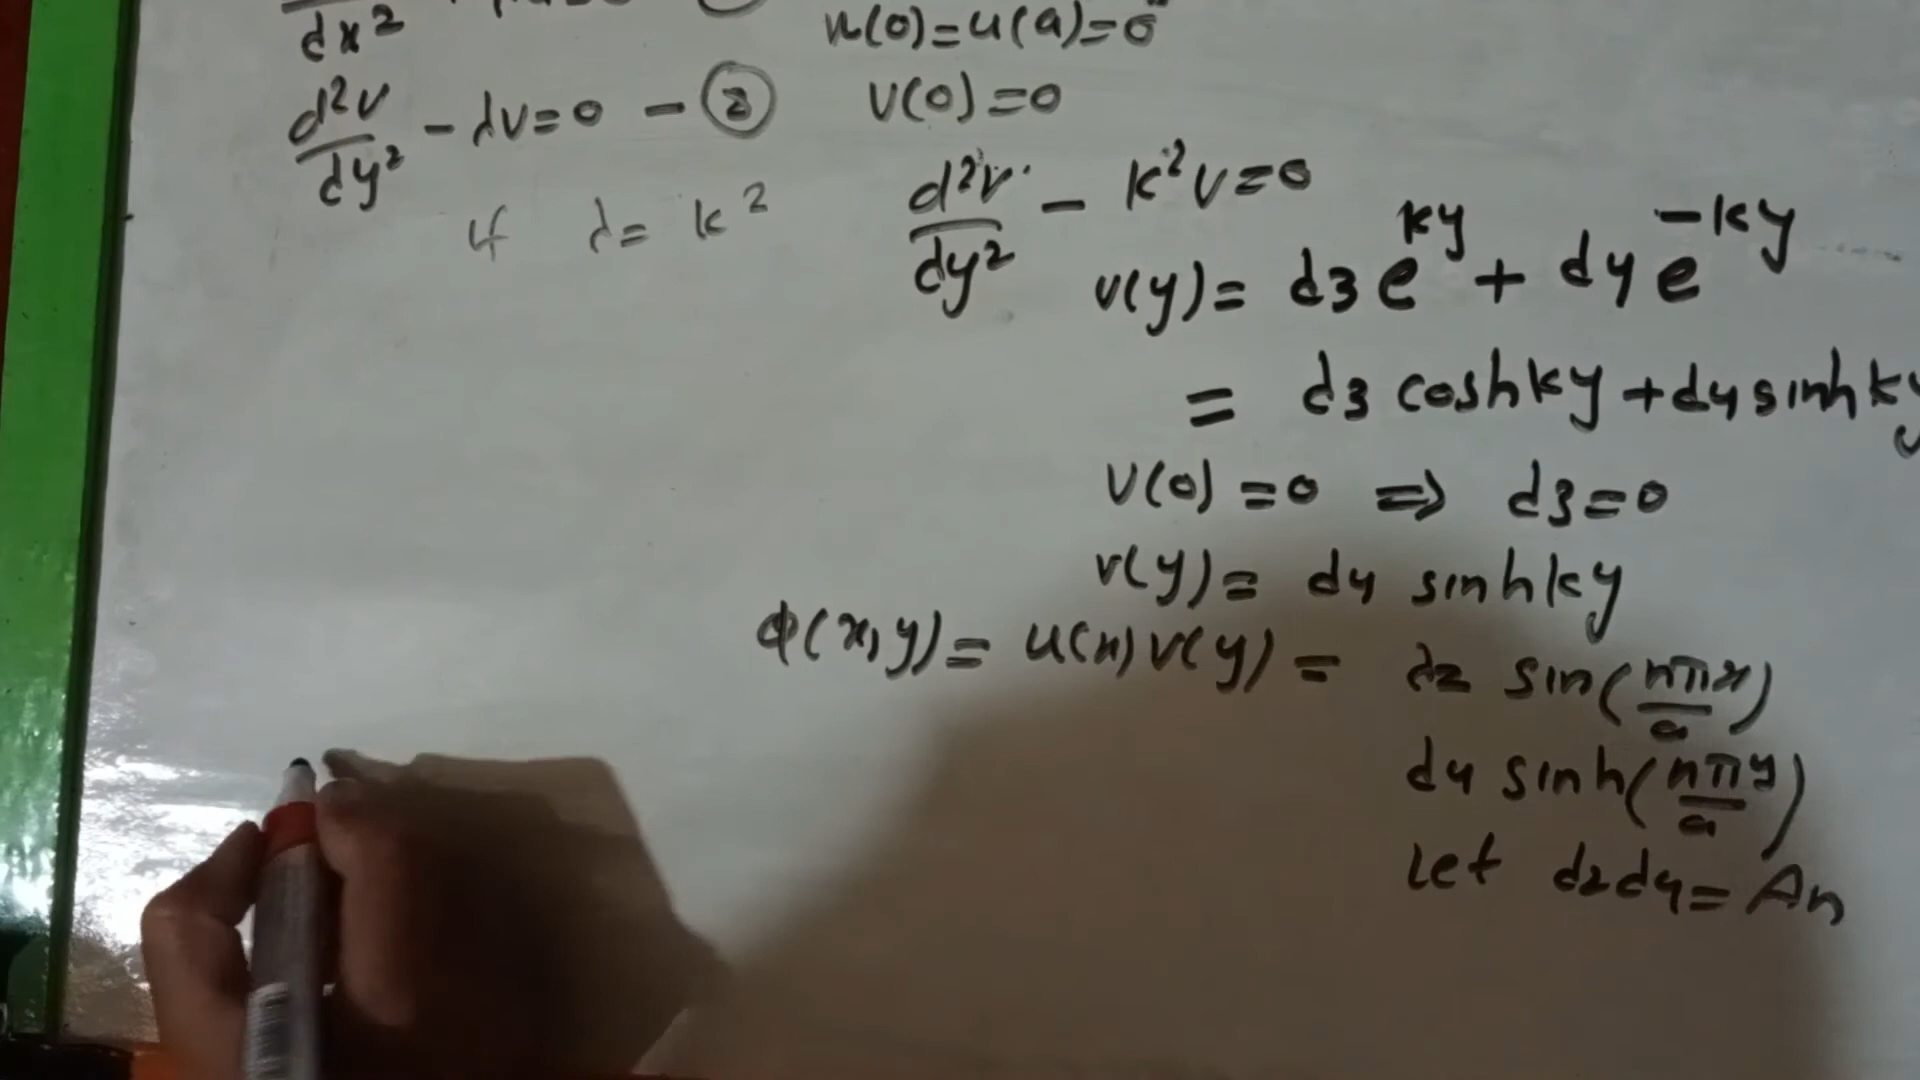 dx²
u(0)=u(a)=0
d²v/dy² - λv=0 - ②
v(0)=0
if λ= k²
d²v/dy² - k²v=0
v(y)= d3 e^ky + d4 e^-ky
= d3 coshky + d4 sinhky
v(0)=0 ⇒ d3=0
v(y)= d4 sinhky
Φ(x,y)= u(x)v(y)= d2 sin(nπx/a)
d4 sinh(nπy/a)
Let d2d4= An